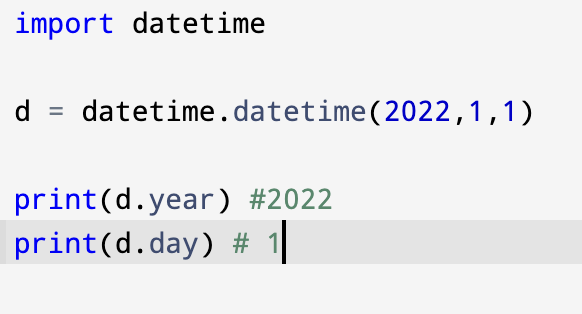 import datetime
d = datetime.datetime(2022,1,1)
print(d.year) #2022
print(d.day) # 1